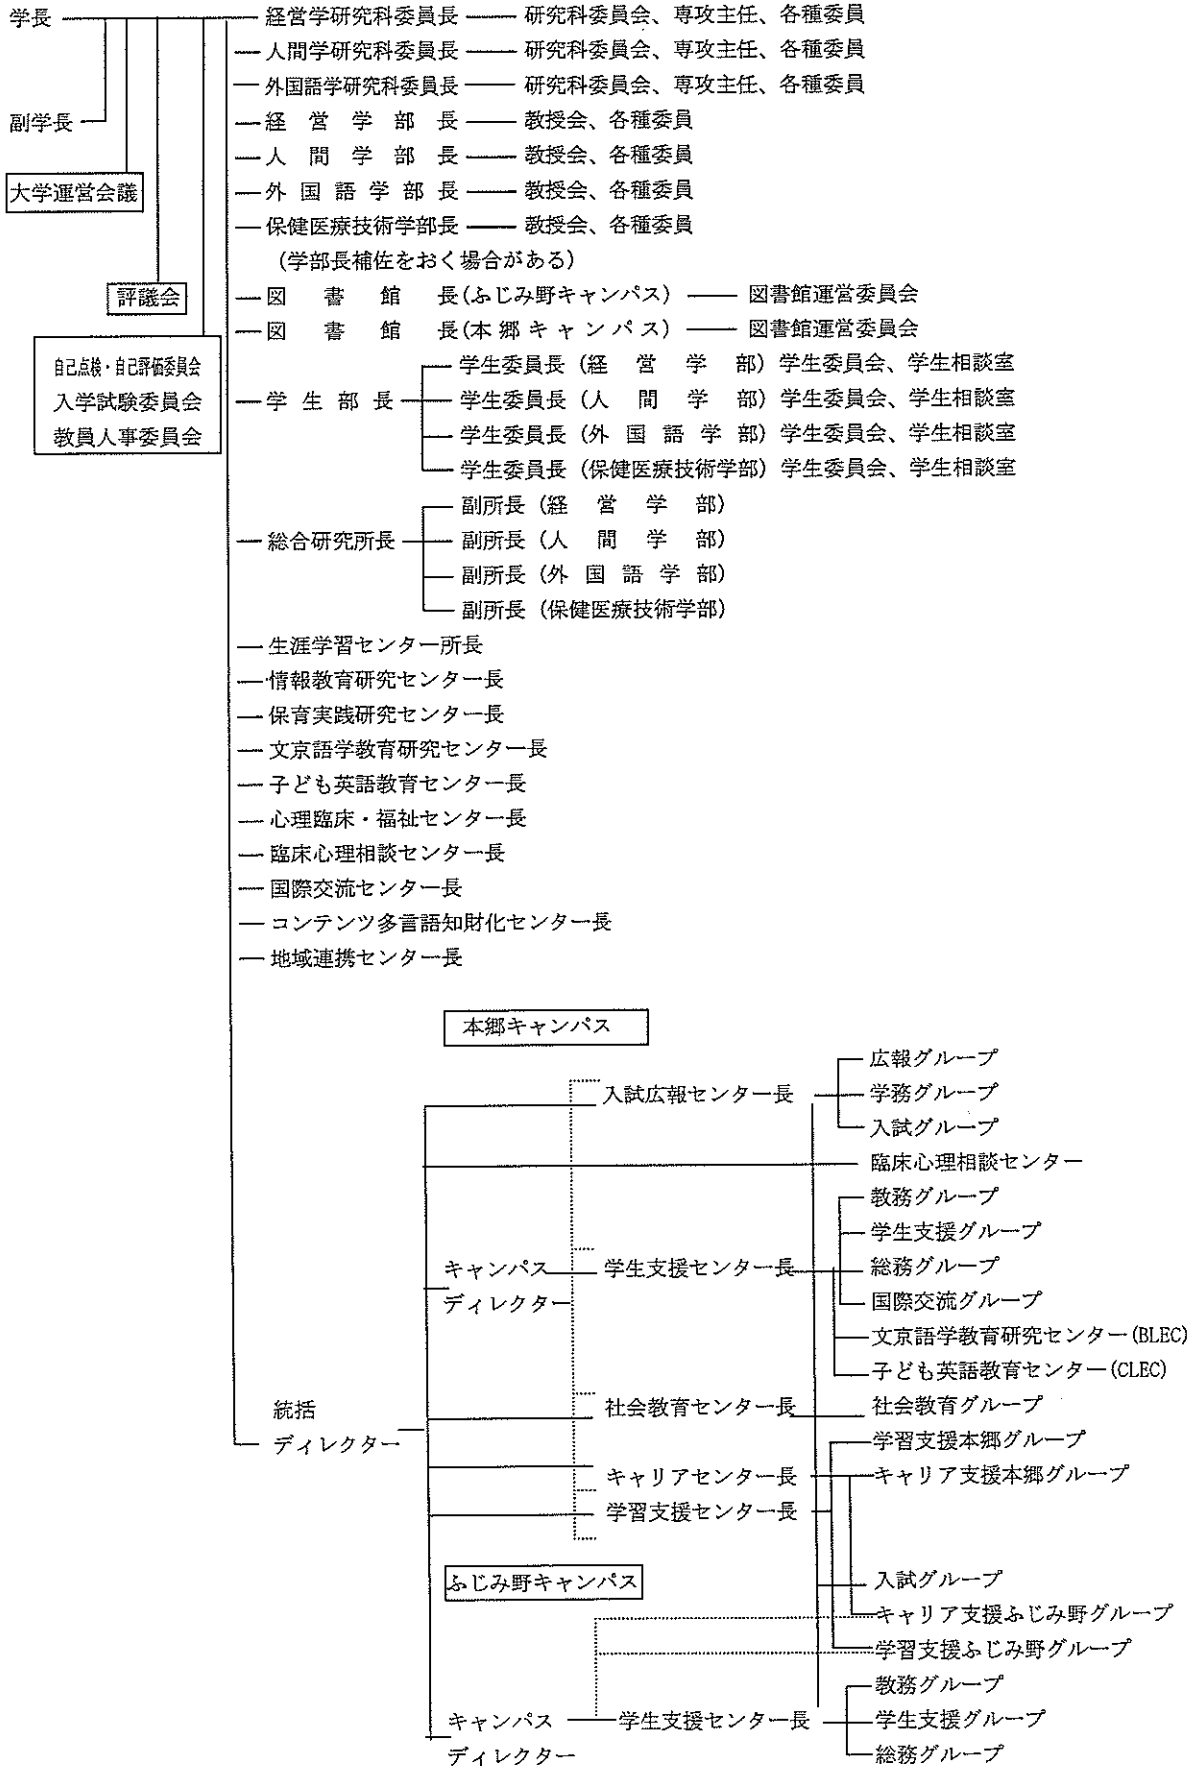 学長 経営学研究科委員長 研究科委員会、専攻主任、各種委員
人間学研究科委員長 研究科委員会、専攻主任、各種委員
外国語学研究科委員長 研究科委員会、専攻主任、各種委員
副学長 経営学部長 教授会、各種委員
人間学部長 教授会、各種委員
大学運営会議 外国語学部長 教授会、各種委員
保健医療技術学部長 教授会、各種委員
(学部長補佐をおく場合がある)
評議会 図書館長(ふじみ野キャンパス) 図書館運営委員会
図書館長(本郷キャンパス) 図書館運営委員会
自己点検・自己評価委員会
入学試験委員会
教員人事委員会
学生部長
学生委員長(経営学部)学生委員会、学生相談室
学生委員長(人間学部)学生委員会、学生相談室
学生委員長(外国語学部)学生委員会、学生相談室
学生委員長(保健医療技術学部)学生委員会、学生相談室
総合研究所長
副所長(経営学部)
副所長(人間学部)
副所長(外国語学部)
副所長(保健医療技術学部)
生涯学習センター所長
情報教育研究センター長
保育実践研究センター長
文京語学教育研究センター長
子ども英語教育センター長
心理臨床・福祉センター長
臨床心理相談センター長
国際交流センター長
コンテンツ多言語知財化センター長
地域連携センター長
統括
ディレクター
本郷キャンパス
入試広報センター長
広報グループ
学務グループ
入試グループ
臨床心理相談センター
キャンパス
ディレクター
学生支援センター長
教務グループ
学生支援グループ
総務グループ
国際交流グループ
文京語学教育研究センター(BLEC)
子ども英語教育センター(CLEC)
社会教育センター長 社会教育グループ
学習支援本郷グループ
キャリアセンター長 キャリア支援本郷グループ
学習支援センター長
ふじみ野キャンパス
入試グループ
キャリア支援ふじみ野グループ
学習支援ふじみ野グループ
キャンパス
ディレクター
学生支援センター長
教務グループ
学生支援グループ
総務グループ